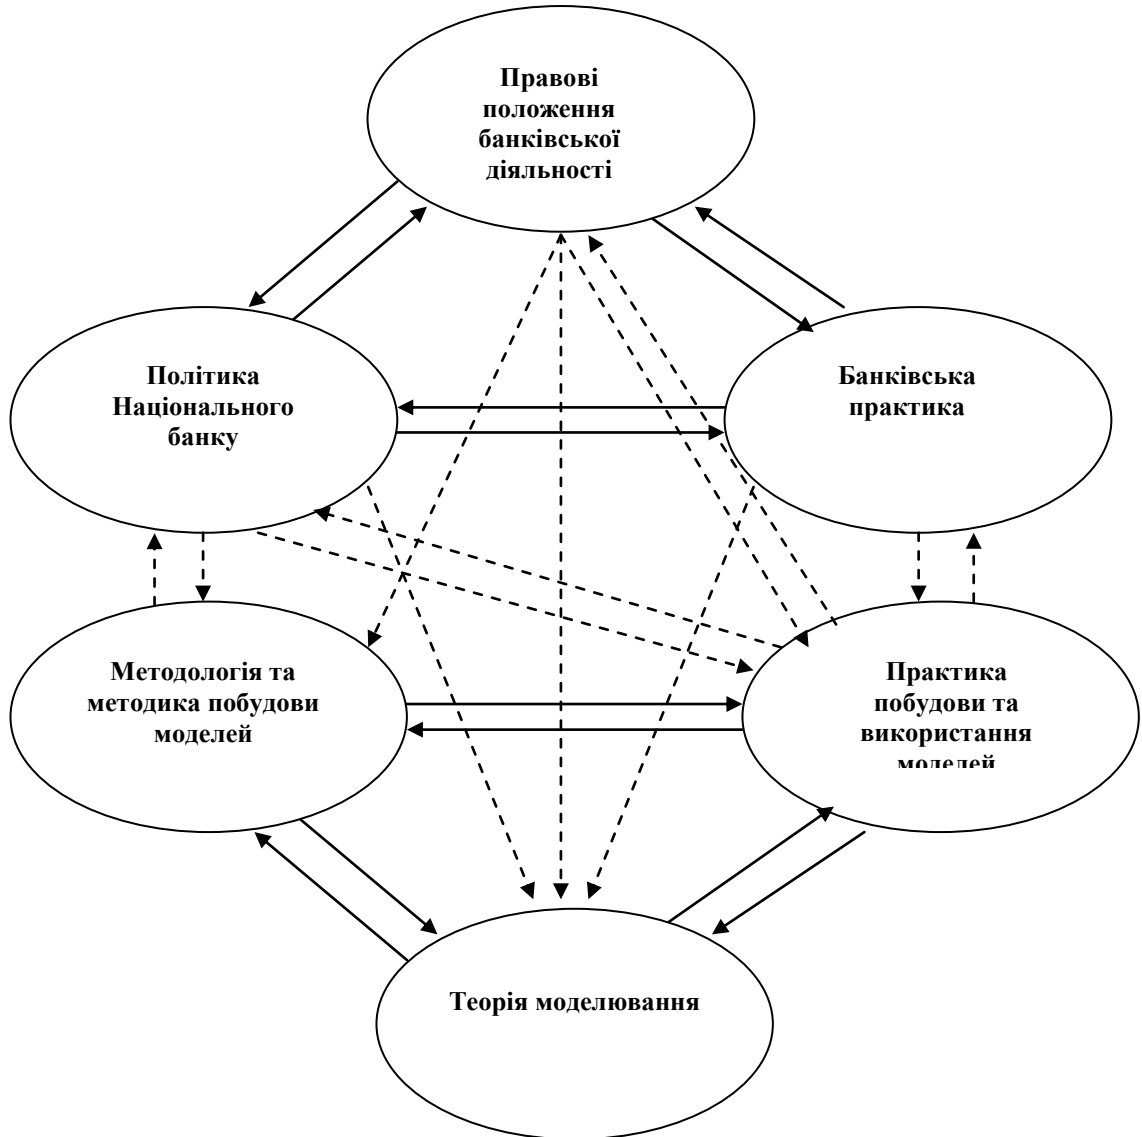 Правові
положення
банківської
діяльності
Політика
Національного
банку
Банківська
практика
Методологія та
методика побудови
моделей
Практика
побудови та
використання
моделей
Теорія моделювання